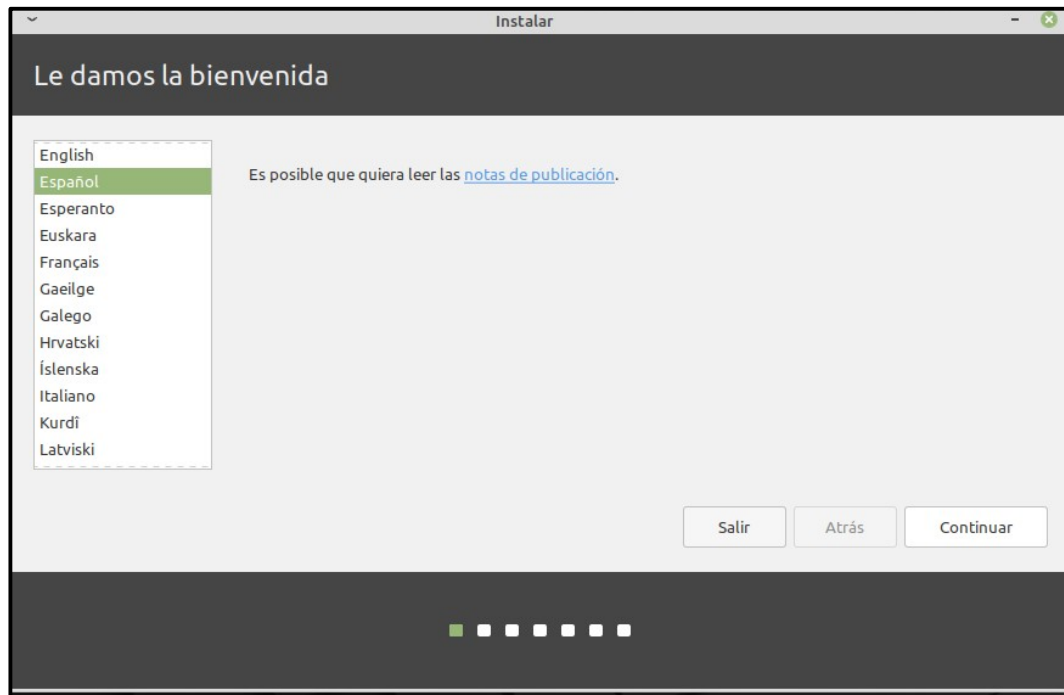 Instalar
Le damos la bienvenida
English
Español
Esperanto
Euskara
Français
Gaeilge
Galego
Hrvatski
Íslenska
Italiano
Kurdî
Latviski
Es posible que quiera leer las notas de publicación.
Salir
Atrás
Continuar